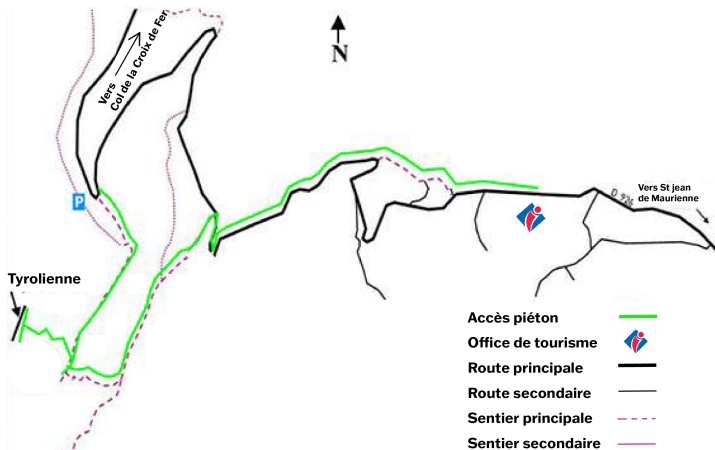 Vers
Col de la Croix de Fer
N
P
D 926
Vers St jean
de Maurienne
Tyrolienne
Accès piéton
Office de tourisme
Route principale
Route secondaire
Sentier principale
Sentier secondaire